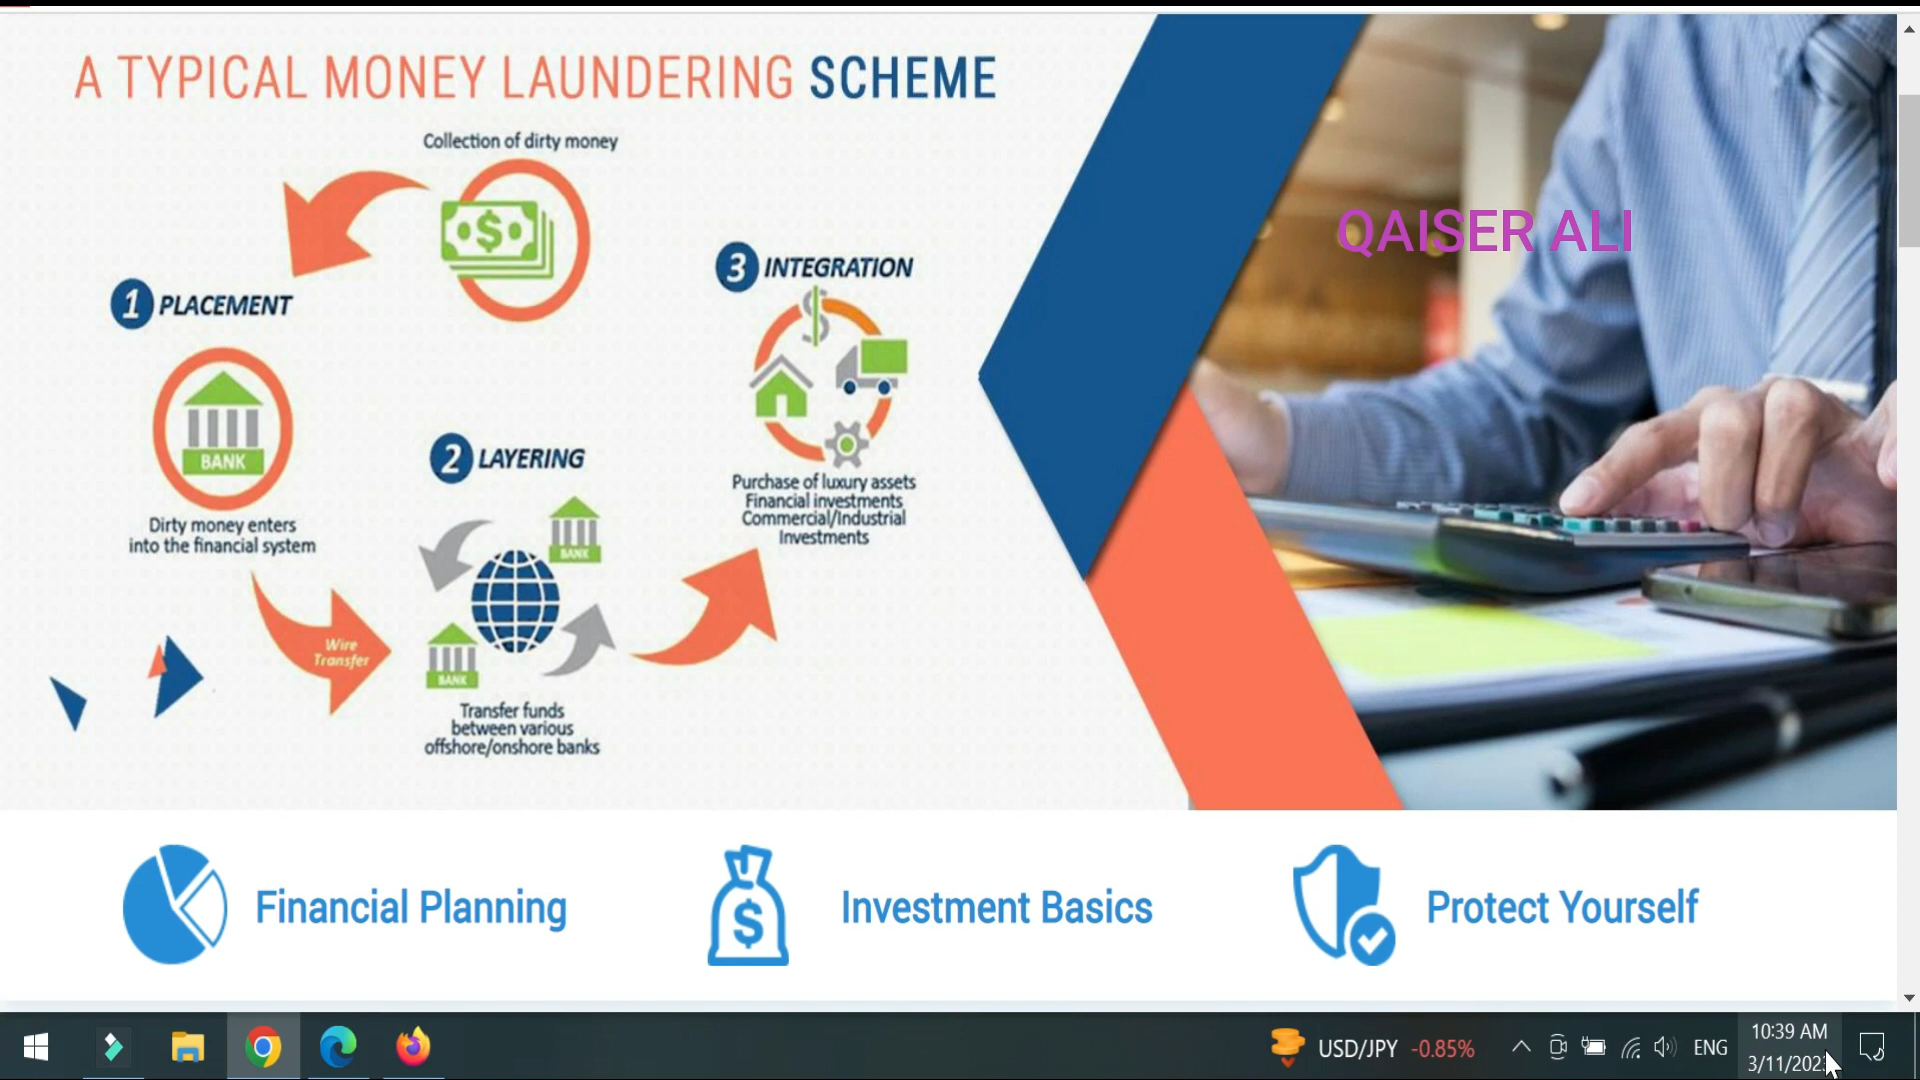 A TYPICAL MONEY LAUNDERING SCHEME
Collection of dirty money
1 PLACEMENT
BANK
Dirty money enters
into the financial system
Wire
Transfer
2 LAYERING
BANK
BANK
Transfer funds
between various
offshore/onshore banks
3 INTEGRATION
$
Purchase of luxury assets
Financial investments
Commercial/Industrial
Investments
QAISER ALI
Financial Planning
Investment Basics
Protect Yourself
USD/JPY -0.85%
ENG
10:39 AM